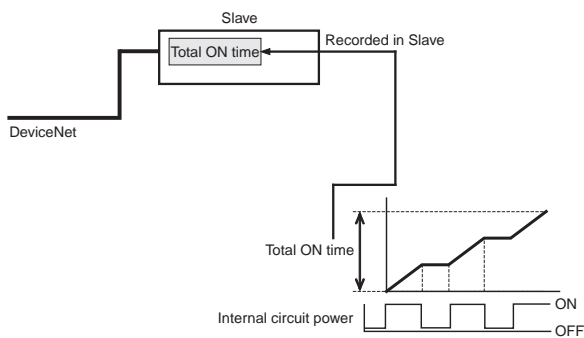 Slave
Total ON time
Recorded in Slave
DeviceNet
Total ON time
Internal circuit power
ON
OFF